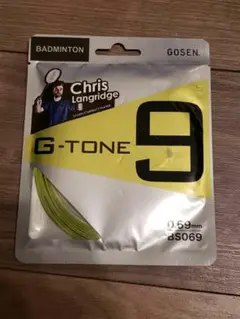 BADMINTON
GOSEN.
Chris
Langridge
G-TONE
9
0.69mm
BS069